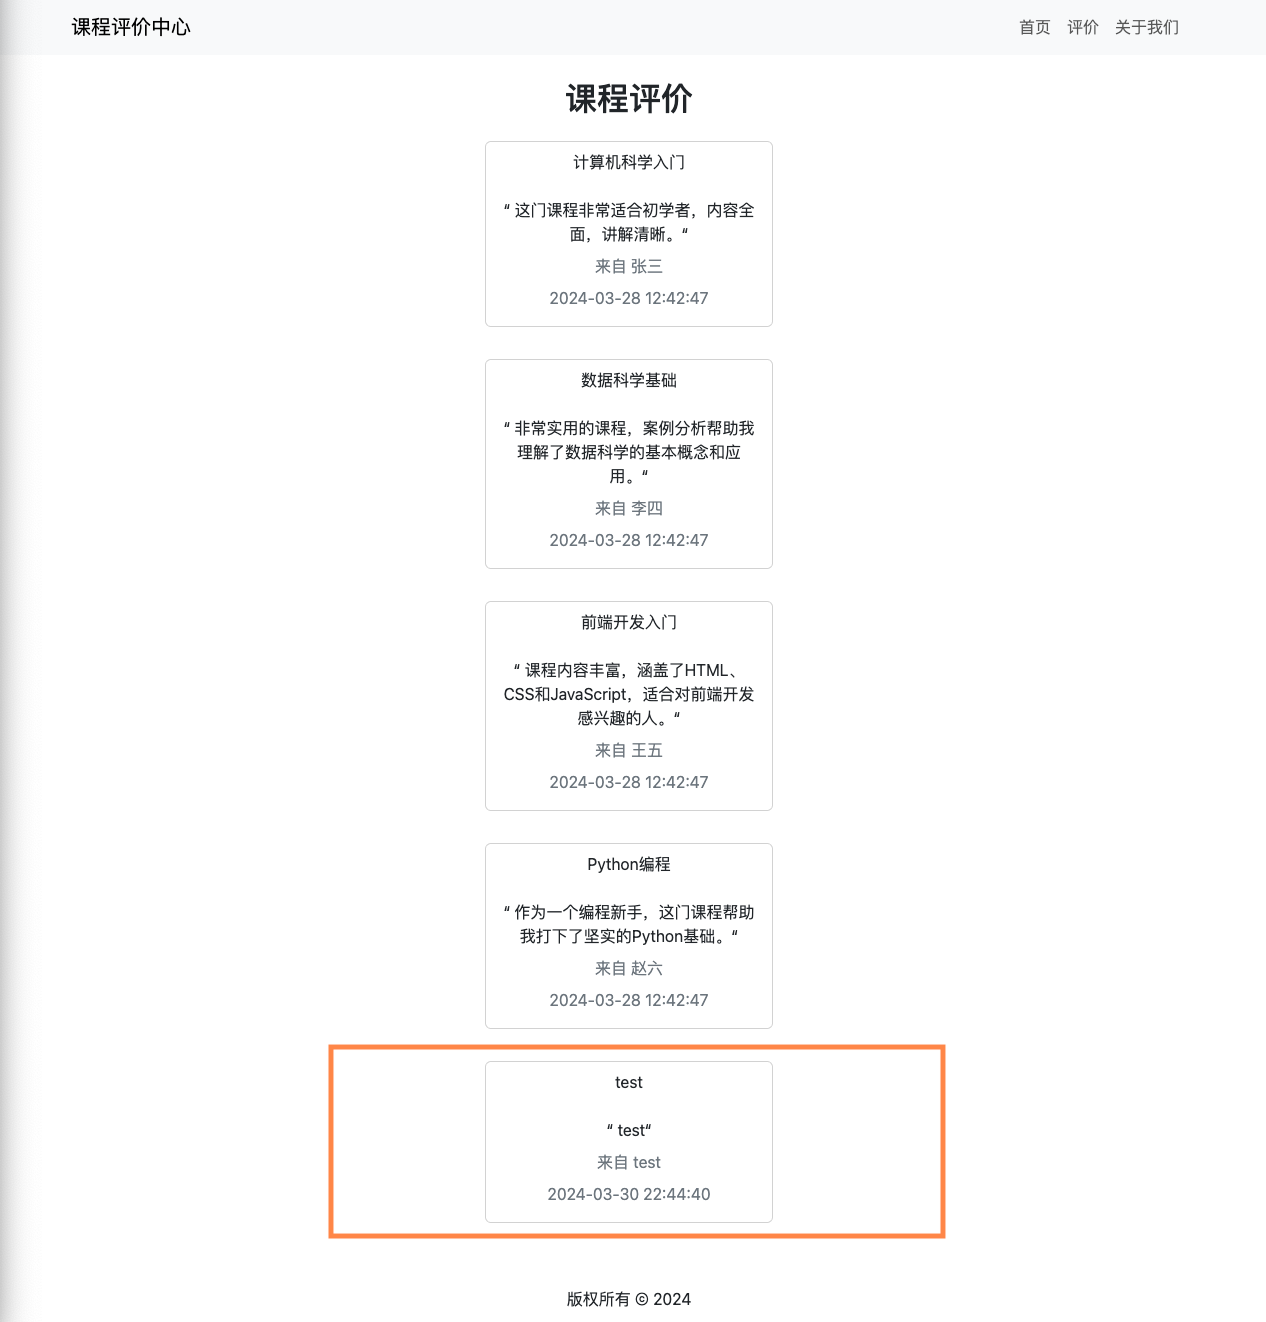 课程评价中心
首页 评价 关于我们
课程评价
计算机科学入门
“ 这门课程非常适合初学者，内容全
面，讲解清晰。“
来自 张三
2024-03-28 12:42:47
数据科学基础
“ 非常实用的课程，案例分析帮助我
理解了数据科学的基本概念和应
用。“
来自 李四
2024-03-28 12:42:47
前端开发入门
“ 课程内容丰富，涵盖了HTML、
CSS和JavaScript，适合对前端开发
感兴趣的人。“
来自 王五
2024-03-28 12:42:47
Python编程
“ 作为一个编程新手，这门课程帮助
我打下了坚实的Python基础。“
来自 赵六
2024-03-28 12:42:47
test
“ test“
来自 test
2024-03-30 22:44:40
版权所有 © 2024